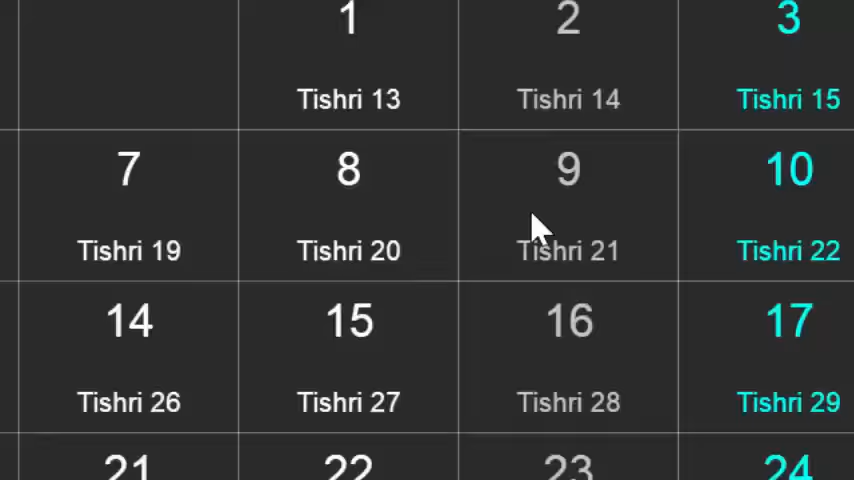 1 2 3
Tishri 13 Tishri 14 Tishri 15
7 8 9 10
Tishri 19 Tishri 20 Tishri 21 Tishri 22
14 15 16 17
Tishri 26 Tishri 27 Tishri 28 Tishri 29
21 22 23 24